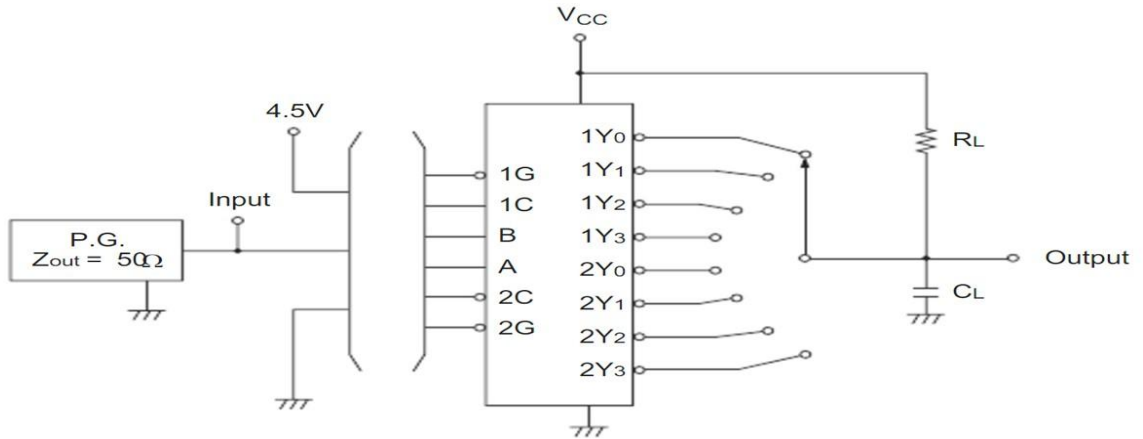 VCC
4.5V
Input
P.G.
Zout = 50Ω
1G
1C
B
A
2C
2G
1Y0
1Y1
1Y2
1Y3
2Y0
2Y1
2Y2
2Y3
RL
Output
CL